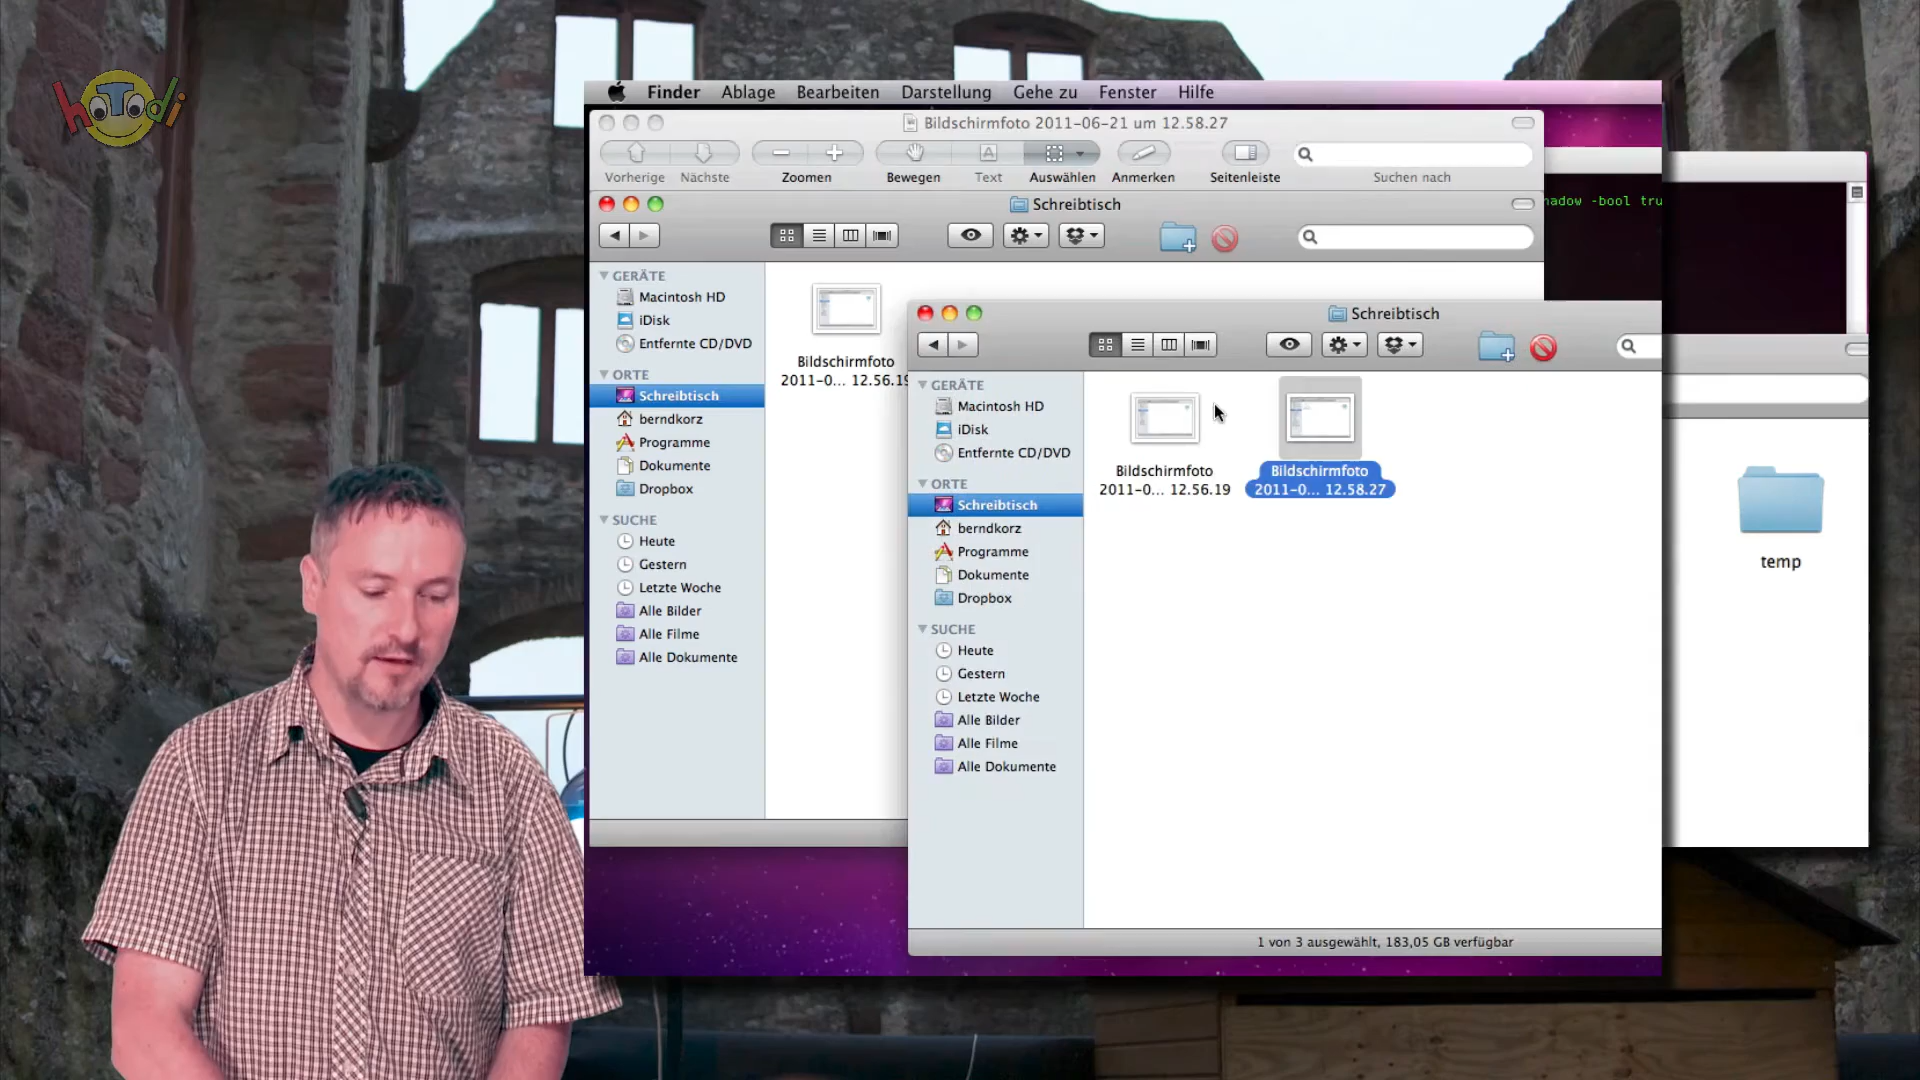 hoTodi
Finder Ablage Bearbeiten Darstellung Gehe zu Fenster Hilfe
Bildschirmfoto 2011-06-21 um 12.58.27
Vorherige Nächste Zoomen Bewegen Text Auswählen Anmerken Seitenleiste Suchen nach
Schreibtisch
hadow -bool tru
GERÄTE
Macintosh HD
iDisk
Entfernte CD/DVD
ORTE
Schreibtisch
berndkorz
Programme
Dokumente
Dropbox
SUCHE
Heute
Gestern
Letzte Woche
Alle Bilder
Alle Filme
Alle Dokumente
Bildschirmfoto
2011-0... 12.56.19
Schreibtisch
GERÄTE
Macintosh HD
iDisk
Entfernte CD/DVD
ORTE
Schreibtisch
berndkorz
Programme
Dokumente
Dropbox
SUCHE
Heute
Gestern
Letzte Woche
Alle Bilder
Alle Filme
Alle Dokumente
Bildschirmfoto
2011-0... 12.56.19
Bildschirmfoto
2011-0... 12.58.27
1 von 3 ausgewählt, 183,05 GB verfügbar
temp